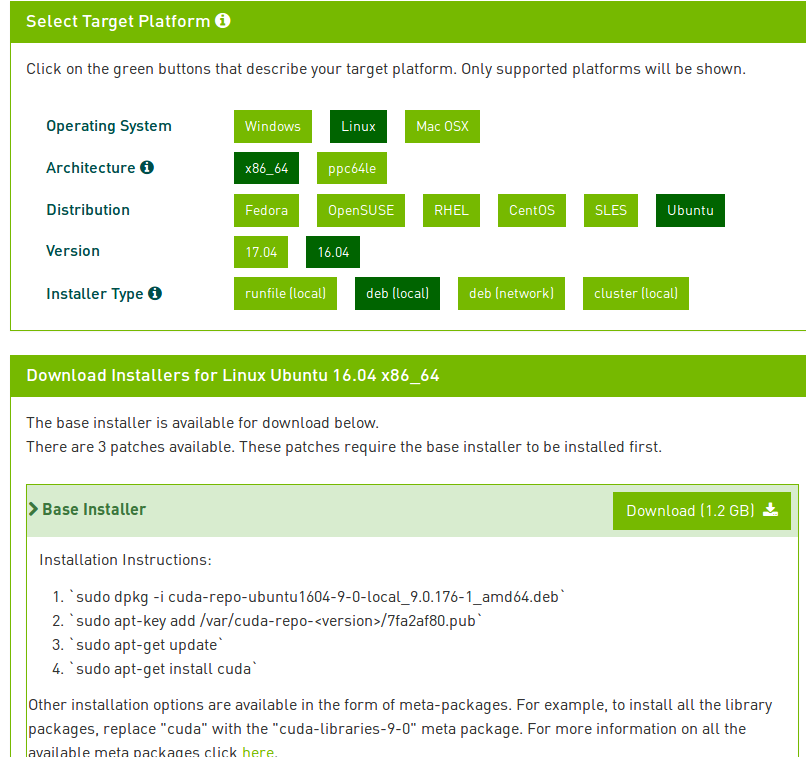 Select Target Platform
Click on the green buttons that describe your target platform. Only supported platforms will be shown.
Operating System Windows Linux Mac OSX
Architecture x86_64 ppc64le
Distribution Fedora OpenSUSE RHEL CentOS SLES Ubuntu
Version 17.04 16.04
Installer Type runfile (local) deb (local) deb (network) cluster (local)
Download Installers for Linux Ubuntu 16.04 x86_64
The base installer is available for download below.
There are 3 patches available. These patches require the base installer to be installed first.
Base Installer Download (1.2 GB)
Installation Instructions:
1. `sudo dpkg -i cuda-repo-ubuntu1604-9-0-local_9.0.176-1_amd64.deb`
2. `sudo apt-key add /var/cuda-repo-<version>/7fa2af80.pub`
3. `sudo apt-get update`
4. `sudo apt-get install cuda`
Other installation options are available in the form of meta-packages. For example, to install all the library
packages, replace "cuda" with the "cuda-libraries-9-0" meta package. For more information on all the
available meta packages click here.